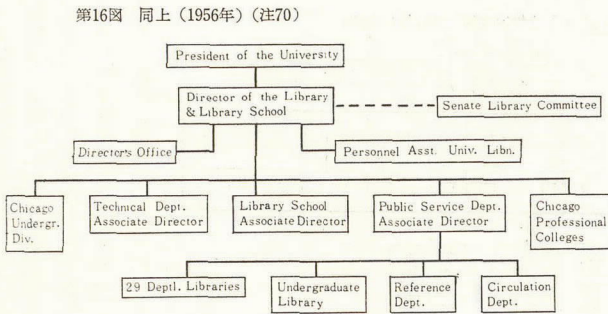 第16図 同上（1956年）（注70）
President of the University
Director of the Library
& Library School
Senate Library Committee
Director's Office
Personnel Asst. Univ. Libn.
Chicago
Undergr.
Div.
Technical Dept.
Associate Director
Library School
Associate Director
Public Service Dept.
Associate Director
Chicago
Professional
Colleges
29 Deptl. Libraries
Undergraduate
Library
Reference
Dept.
Circulation
Dept.